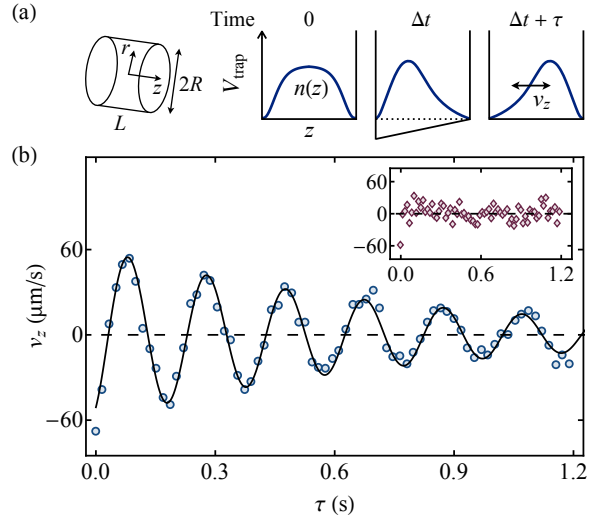 (a)
Time 0 Δt Δt + τ
r
z
2R
L
V_trap
n(z)
v_z
z
(b)
60
0
−60
0.0 0.6 1.2
60
0
−60
v_z (μm/s)
0.0 0.3 0.6 0.9 1.2
τ (s)